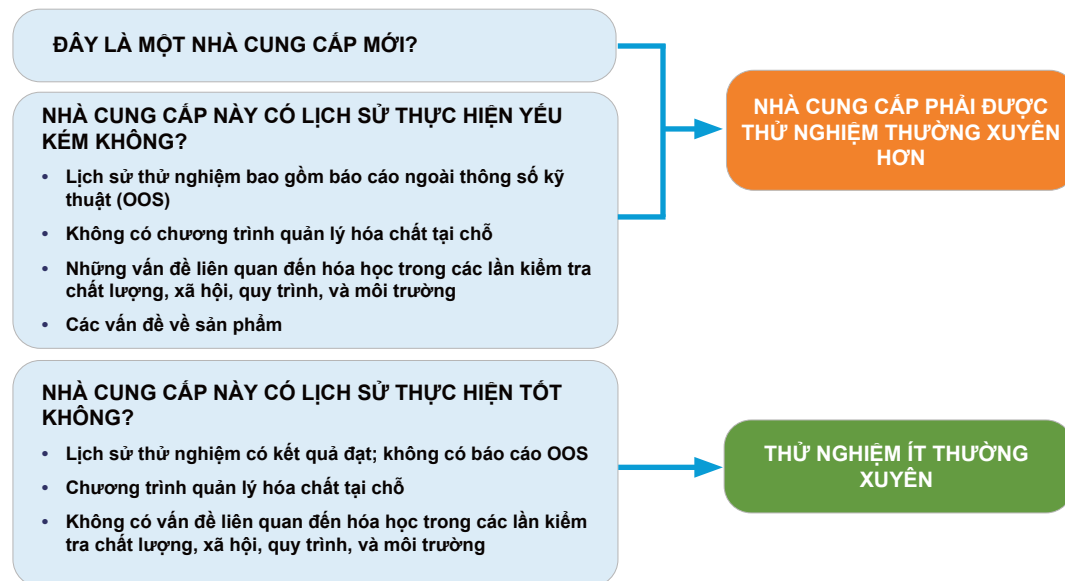 ĐÂY LÀ MỘT NHÀ CUNG CẤP MỚI?
NHÀ CUNG CẤP NÀY CÓ LỊCH SỬ THỰC HIỆN YẾU
KÉM KHÔNG?
• Lịch sử thử nghiệm bao gồm báo cáo ngoài thông số kỹ
thuật (OOS)
• Không có chương trình quản lý hóa chất tại chỗ
• Những vấn đề liên quan đến hóa học trong các lần kiểm tra
chất lượng, xã hội, quy trình, và môi trường
• Các vấn đề về sản phẩm
NHÀ CUNG CẤP PHẢI ĐƯỢC
THỬ NGHIỆM THƯỜNG XUYÊN
HƠN
NHÀ CUNG CẤP NÀY CÓ LỊCH SỬ THỰC HIỆN TỐT
KHÔNG?
• Lịch sử thử nghiệm có kết quả đạt; không có báo cáo OOS
• Chương trình quản lý hóa chất tại chỗ
• Không có vấn đề liên quan đến hóa học trong các lần kiểm
tra chất lượng, xã hội, quy trình, và môi trường
THỬ NGHIỆM ÍT THƯỜNG
XUYÊN